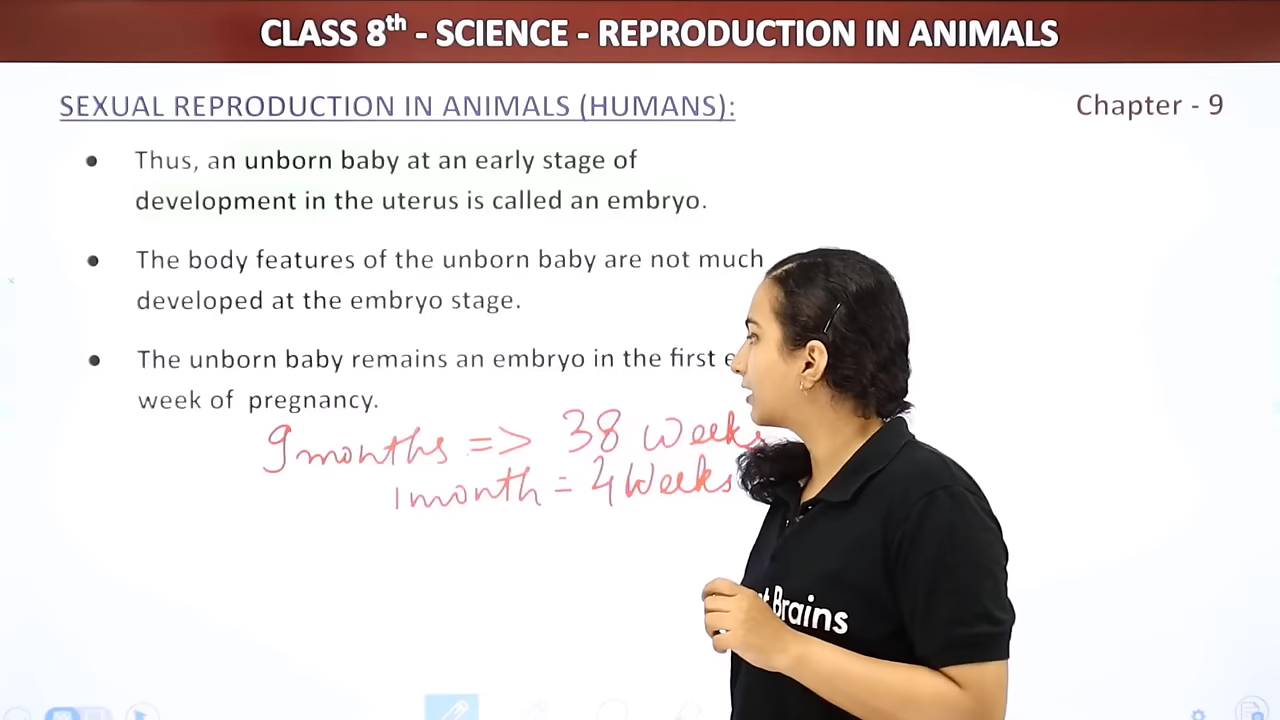 CLASS 8th - SCIENCE - REPRODUCTION IN ANIMALS
SEXUAL REPRODUCTION IN ANIMALS (HUMANS):
Chapter - 9
Thus, an unborn baby at an early stage of
development in the uterus is called an embryo.
The body features of the unborn baby are not much
developed at the embryo stage.
The unborn baby remains an embryo in the first
week of pregnancy.
9 months => 38 weeks
1 month = 4 Weeks
Brains